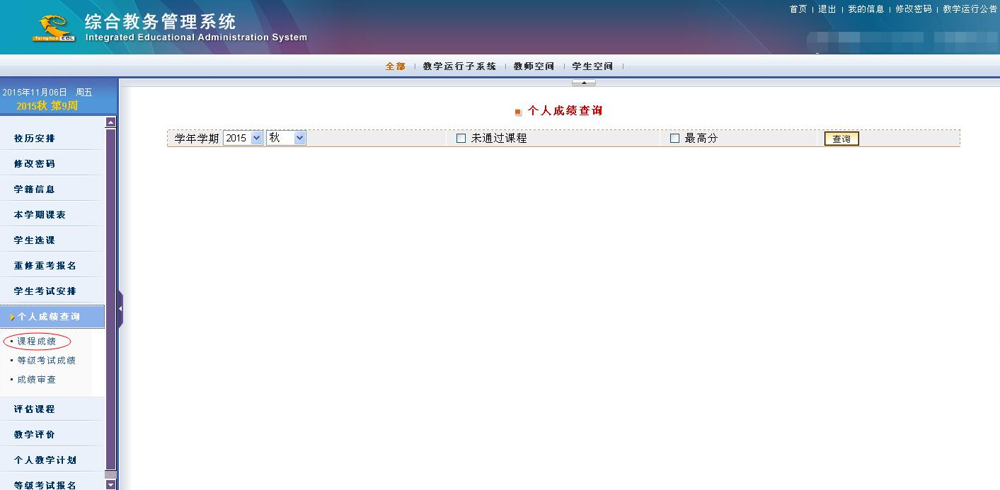 首页 | 退出 | 我的信息 | 修改密码 | 教学运行公告
综合教务管理系统
Integrated Educational Administration System
Tsinghua EOL
全部 | 教学运行子系统 | 教师空间 | 学生空间 |
2015年11月06日 周五
2015秋 第9周
校历安排
修改密码
学籍信息
本学期课表
学生选课
重修重考报名
学生考试安排
个人成绩查询
课程成绩
等级考试成绩
成绩审查
评估课程
教学评价
个人教学计划
等级考试报名
个人成绩查询
学年学期 2015 秋 未通过课程 最高分 查询